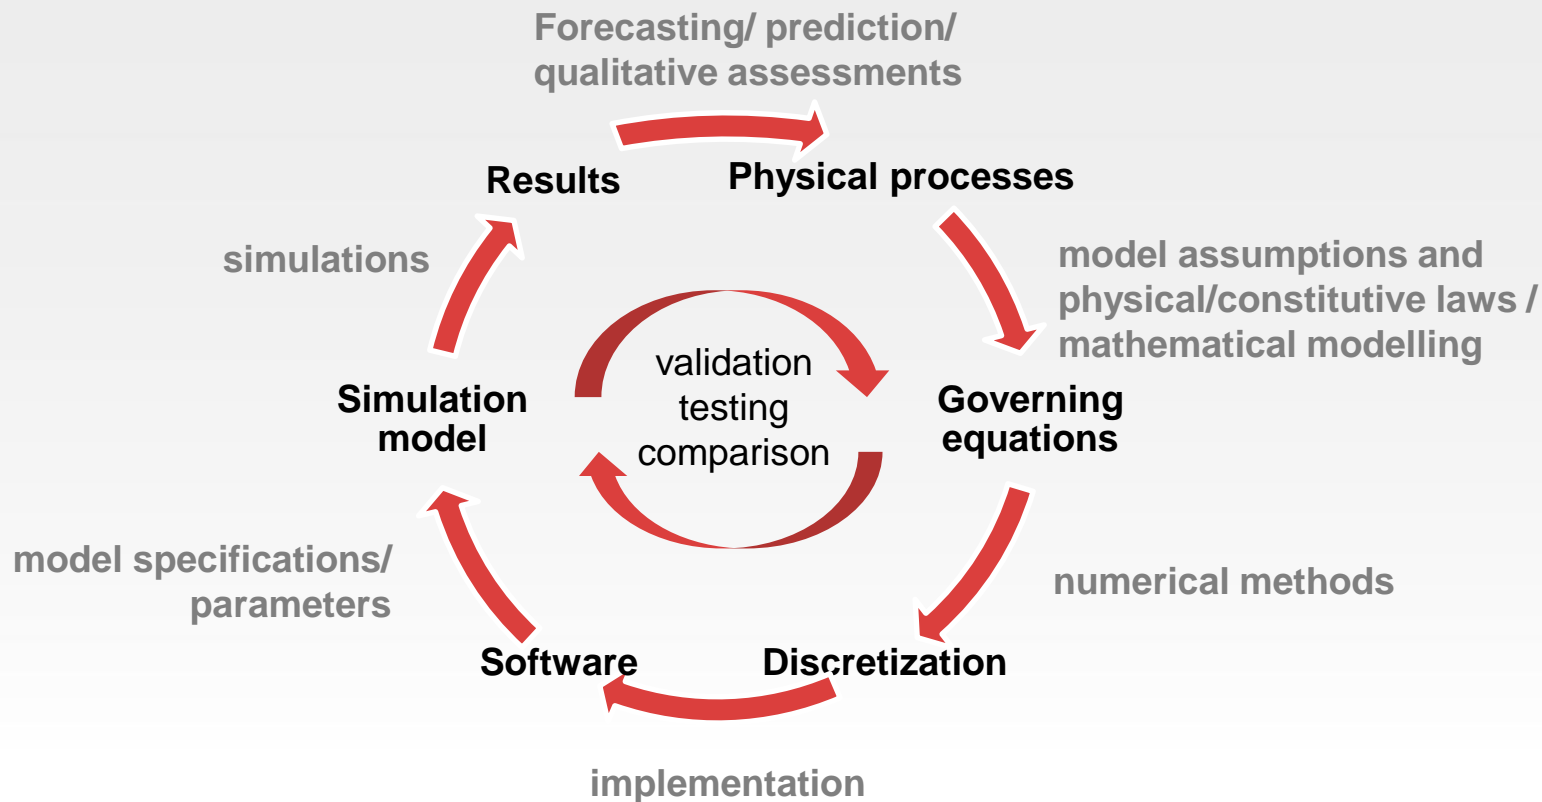 Forecasting/ prediction/
qualitative assessments
Results
Physical processes
simulations
model assumptions and
physical/constitutive laws /
mathematical modelling
validation
testing
comparison
Simulation
model
Governing
equations
model specifications/
parameters
numerical methods
Software
Discretization
implementation